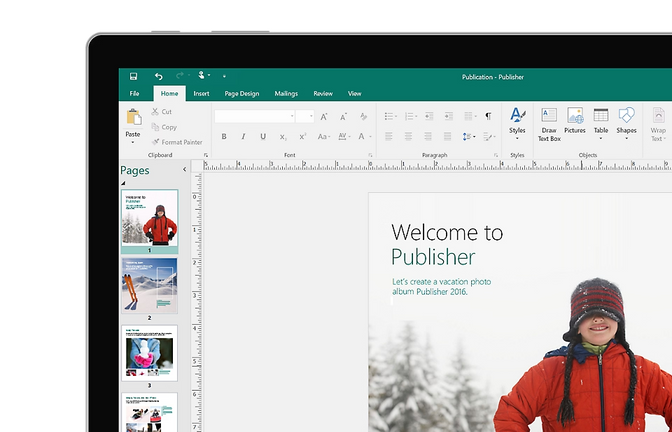 Publication - Publisher
File Home Insert Page Design Mailings Review View
Cut
Copy
Format Painter
Paste
Clipboard
B I U x₂ x² Aa AV A
Font
¶
Paragraph
Styles
Styles
Draw
Text Box
Pictures
Table
Shapes
Objects
Wrap
Text
Pages
1
2
3
Welcome to
Publisher
Let's create a vacation photo
album Publisher 2016.